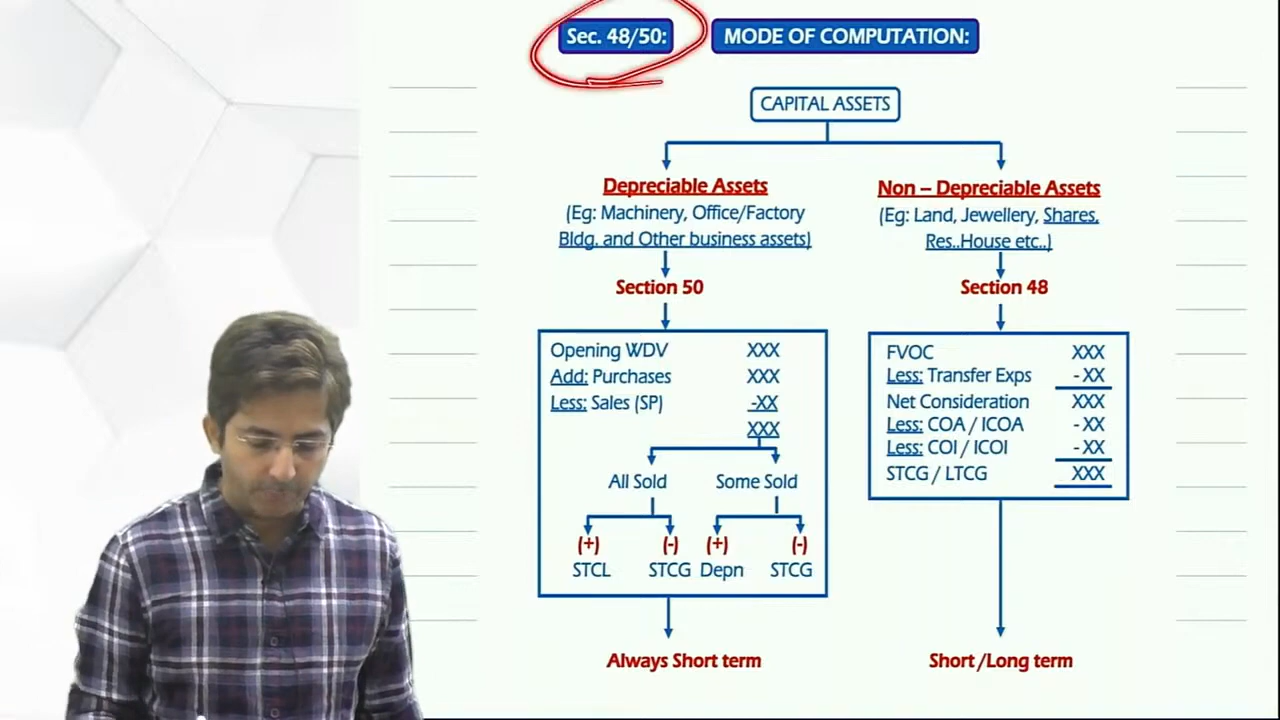 Sec. 48/50: MODE OF COMPUTATION:
CAPITAL ASSETS
Depreciable Assets
(Eg: Machinery, Office/Factory
Bldg. and Other business assets)
Section 50
Opening WDV XXX
Add: Purchases XXX
Less: Sales (SP) -XX
XXX
All Sold Some Sold
(+) (-) (+) (-)
STCL STCG Depn STCG
Always Short term
Non – Depreciable Assets
(Eg: Land, Jewellery, Shares,
Res..House etc..)
Section 48
FVOC XXX
Less: Transfer Exps -XX
Net Consideration XXX
Less: COA / ICOA -XX
Less: COI / ICOI -XX
STCG / LTCG XXX
Short /Long term